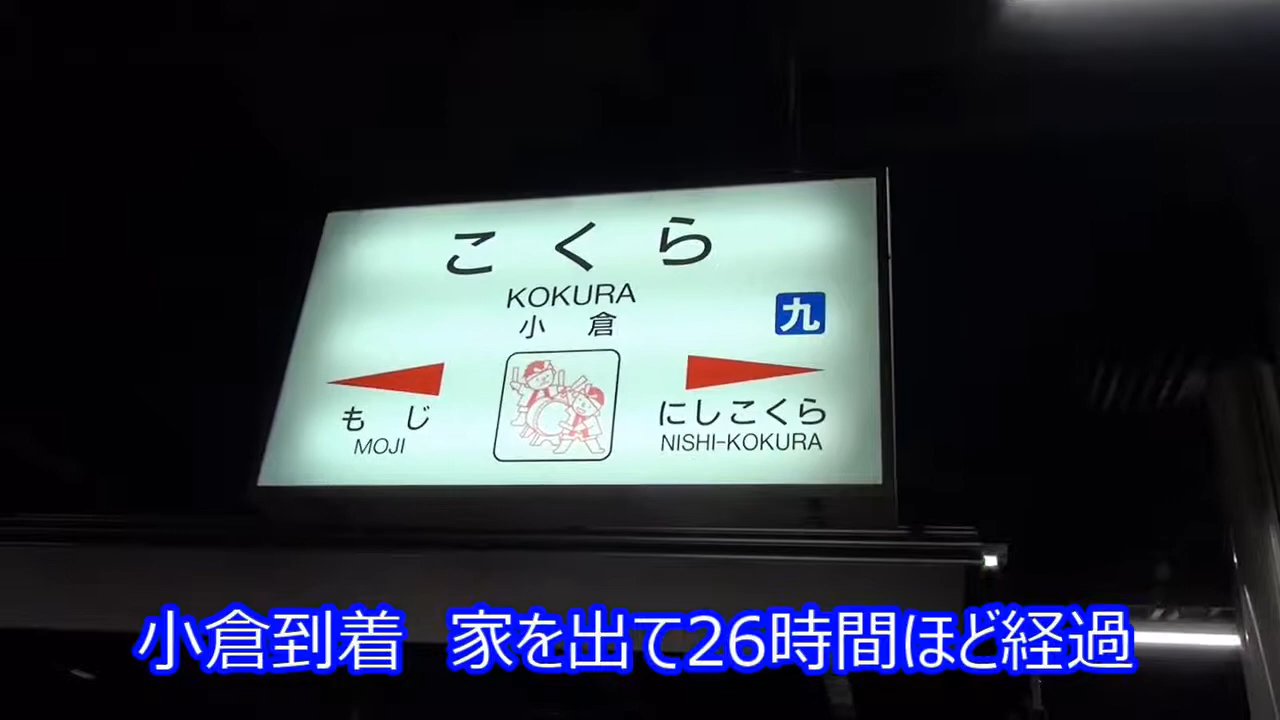 こくら
KOKURA
小倉
九
もじ
MOJI
にしこくら
NISHI-KOKURA
小倉到着　家を出て26時間ほど経過